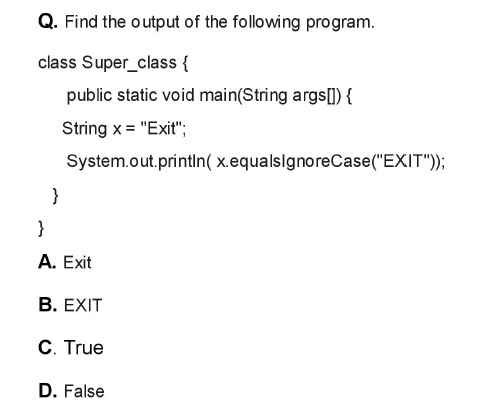 Q. Find the output of the following program.
class Super_class {
public static void main(String args[]) {
String x = "Exit";
System.out.println( x.equalsIgnoreCase("EXIT"));
}
}
A. Exit
B. EXIT
C. True
D. False